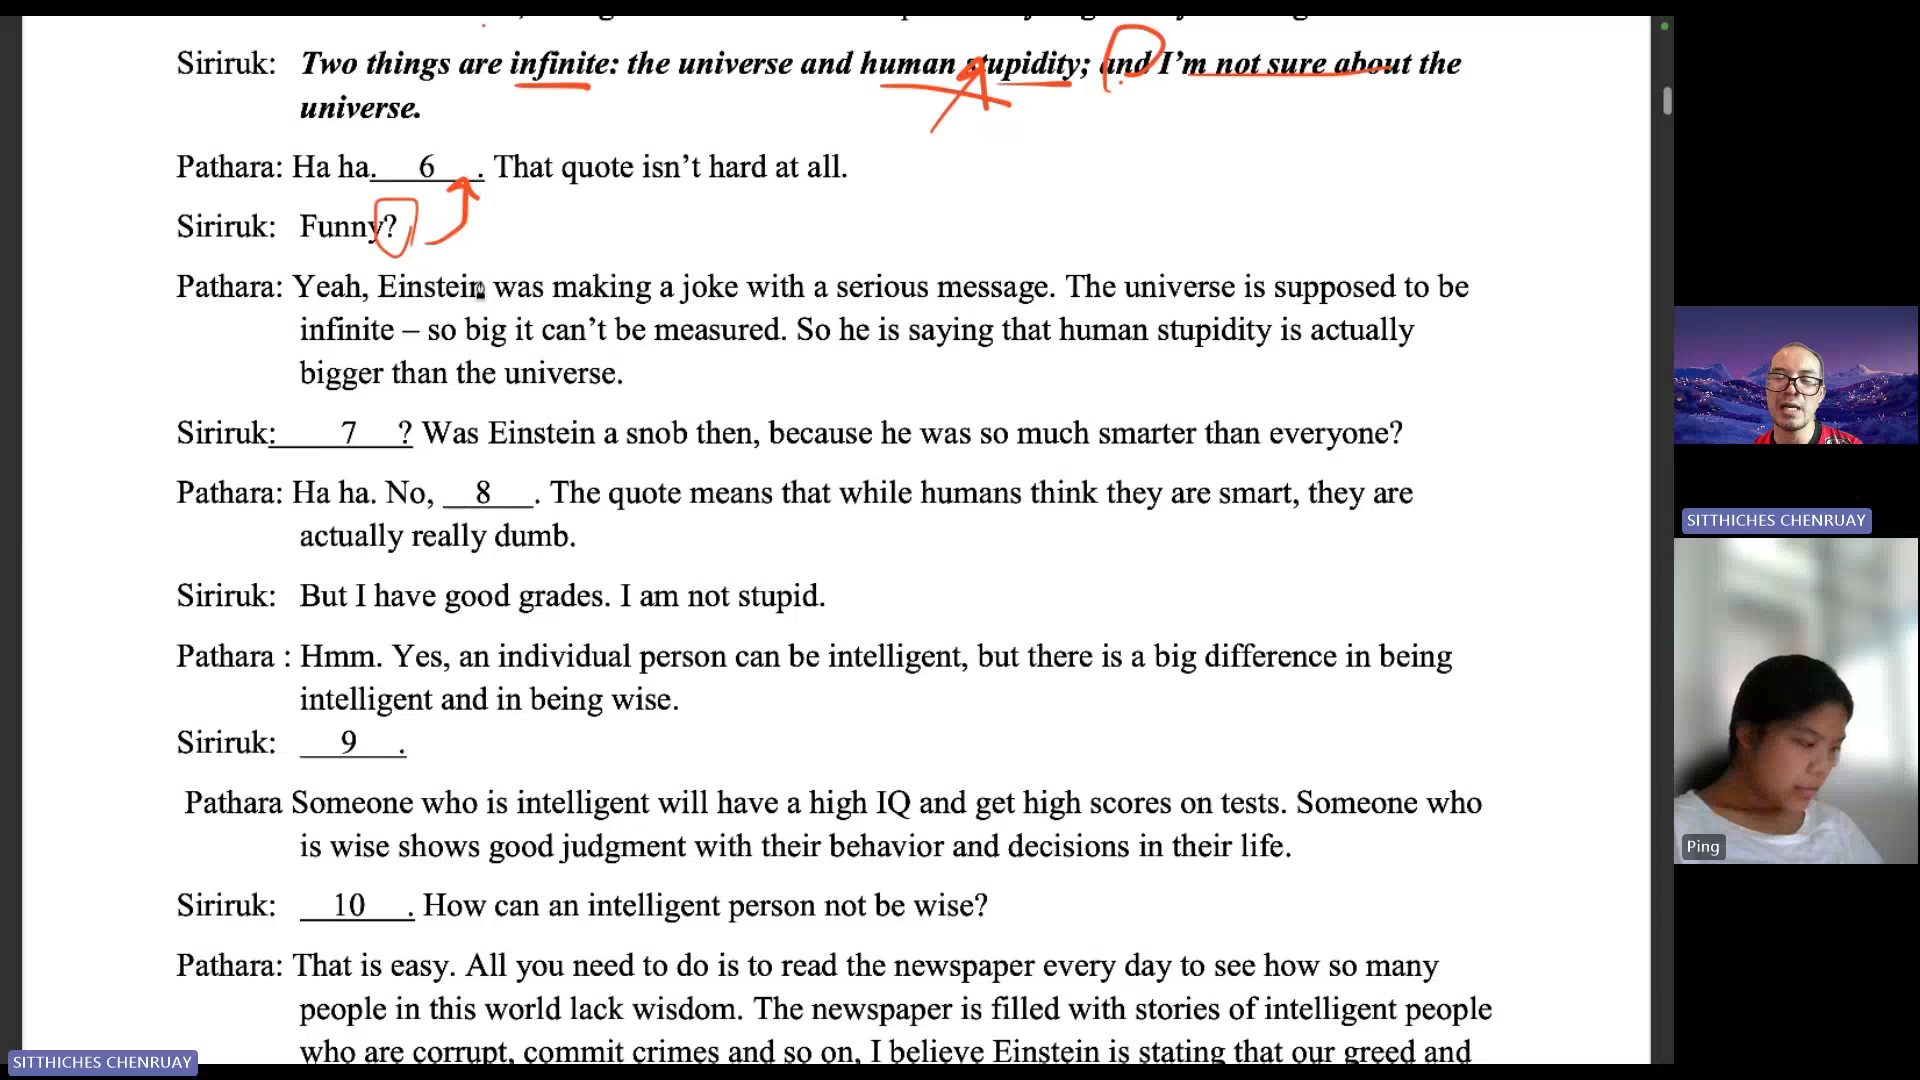 Siriruk: Two things are infinite: the universe and human stupidity; and I'm not sure about the
universe.
Pathara: Ha ha. 6 . That quote isn't hard at all.
Siriruk: Funny?
Pathara: Yeah, Einstein was making a joke with a serious message. The universe is supposed to be
infinite – so big it can't be measured. So he is saying that human stupidity is actually
bigger than the universe.
Siriruk: 7 ? Was Einstein a snob then, because he was so much smarter than everyone?
Pathara: Ha ha. No, 8 . The quote means that while humans think they are smart, they are
actually really dumb.
Siriruk: But I have good grades. I am not stupid.
Pathara : Hmm. Yes, an individual person can be intelligent, but there is a big difference in being
intelligent and in being wise.
Siriruk: 9 .
Pathara Someone who is intelligent will have a high IQ and get high scores on tests. Someone who
is wise shows good judgment with their behavior and decisions in their life.
Siriruk: 10 . How can an intelligent person not be wise?
Pathara: That is easy. All you need to do is to read the newspaper every day to see how so many
people in this world lack wisdom. The newspaper is filled with stories of intelligent people
who are corrupt, commit crimes and so on, I believe Einstein is stating that our greed and
SITTHICHES CHENRUAY
Ping
SITTHICHES CHENRUAY